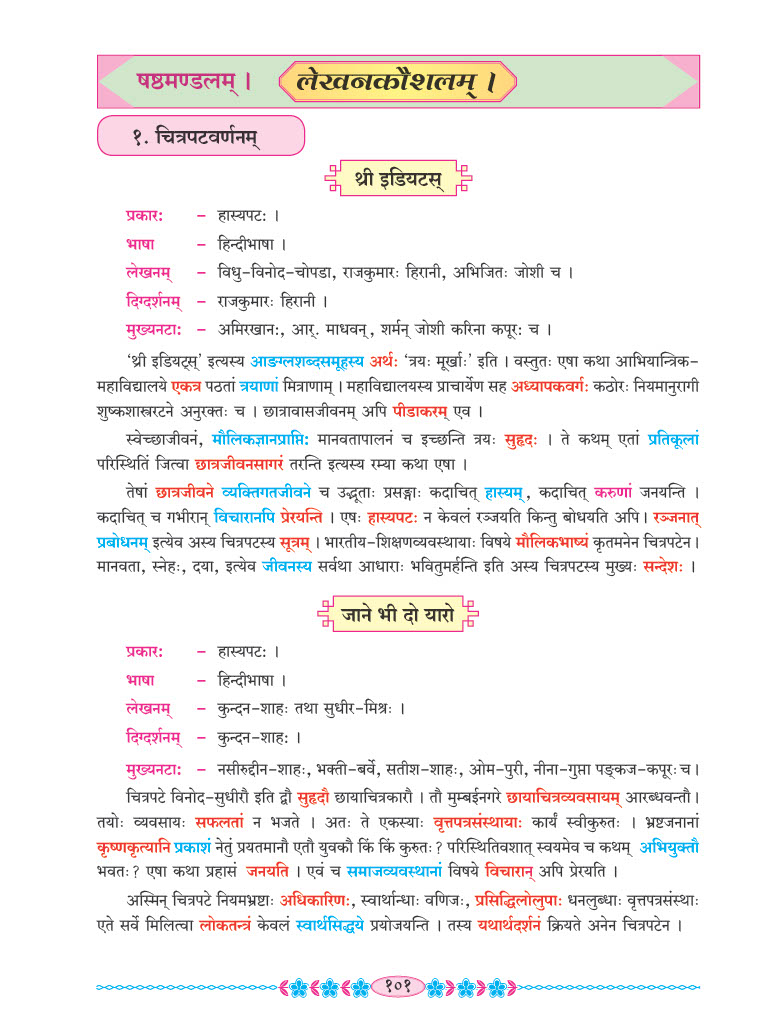 षष्ठमण्डलम् ।
लेखनकौशलम् ।
१. चित्रपटवर्णनम्
थ्री इडियटस्
प्रकार: – हास्यपट: ।
भाषा – हिन्दीभाषा ।
लेखनम् – विधु-विनोद-चोपडा, राजकुमारः हिरानी, अभिजितः जोशी च ।
दिग्दर्शनम् – राजकुमारः हिरानी ।
मुख्यनटा: – अमिरखान:, आर्. माधवन्, शर्मन् जोशी करिना कपूर: च ।
'थ्री इडियट्स्' इत्यस्य आङग्लशब्दसमूहस्य अर्थ: 'त्रयः मूर्खाः' इति । वस्तुतः एषा कथा आभियान्त्रिक-
महाविद्यालये एकत्र पठतां त्रयाणां मित्राणाम् । महाविद्यालयस्य प्राचार्येण सह अध्यापकवर्ग: कठोरः नियमानुरागी
शुष्कशास्त्ररटने अनुरक्तः च । छात्रावासजीवनम् अपि पीडाकरम् एव ।
स्वेच्छाजीवनं, मौलिकज्ञानप्राप्ति: मानवतापालनं च इच्छन्ति त्रयः सुहृदः । ते कथम् एतां प्रतिकूलां
परिस्थितिं जित्वा छात्रजीवनसागरं तरन्ति इत्यस्य रम्या कथा एषा ।
तेषां छात्रजीवने व्यक्तिगतजीवने च उद्भूताः प्रसङ्गाः कदाचित् हास्यम्, कदाचित् करुणां जनयन्ति ।
कदाचित् च गभीरान् विचारानपि प्रेरयन्ति । एषः हास्यपटः न केवलं रञ्जयति किन्तु बोधयति अपि। रञ्जनात्
प्रबोधनम् इत्येव अस्य चित्रपटस्य सूत्रम् । भारतीय-शिक्षणव्यवस्थायाः विषये मौलिकभाष्यं कृतमनेन चित्रपटेन।
मानवता, स्नेहः, दया, इत्येव जीवनस्य सर्वथा आधाराः भवितुमर्हन्ति इति अस्य चित्रपटस्य मुख्यः सन्देशः ।
जाने भी दो यारो
प्रकार: – हास्यपट: ।
भाषा – हिन्दीभाषा ।
लेखनम् – कुन्दन-शाहः तथा सुधीर-मिश्रः ।
दिग्दर्शनम् – कुन्दन-शाह: ।
मुख्यनटा: – नसीरुद्दीन-शाहः, भक्ती-बर्वे, सतीश-शाहः, ओम-पुरी, नीना-गुप्ता पङ्कज-कपूरः च।
चित्रपटे विनोद-सुधीरौ इति द्वौ सुहृदौ छायाचित्रकारौ । तौ मुम्बईनगरे छायाचित्रव्यवसायम् आरब्धवन्तौ।
तयोः व्यवसायः सफलतां न भजते । अतः ते एकस्याः वृत्तपत्रसंस्थाया: कार्यं स्वीकुरुतः । भ्रष्टजनानां
कृष्णकृत्यानि प्रकाशं नेतुं प्रयतमानौ एतौ युवकौ किं किं कुरुतः? परिस्थितिवशात् स्वयमेव च कथम् अभियुक्तौ
भवतः? एषा कथा प्रहासं जनयति । एवं च समाजव्यवस्थानां विषये विचारान् अपि प्रेरयति ।
अस्मिन् चित्रपटे नियमभ्रष्टाः अधिकारिण:, स्वार्थान्धाः वणिजः, प्रसिद्धिलोलुपा: धनलुब्धाः वृत्तपत्रसंस्थाः
एते सर्वे मिलित्वा लोकतन्त्रं केवलं स्वार्थसिद्धये प्रयोजयन्ति । तस्य यथार्थदर्शनं क्रियते अनेन चित्रपटेन ।
१०१